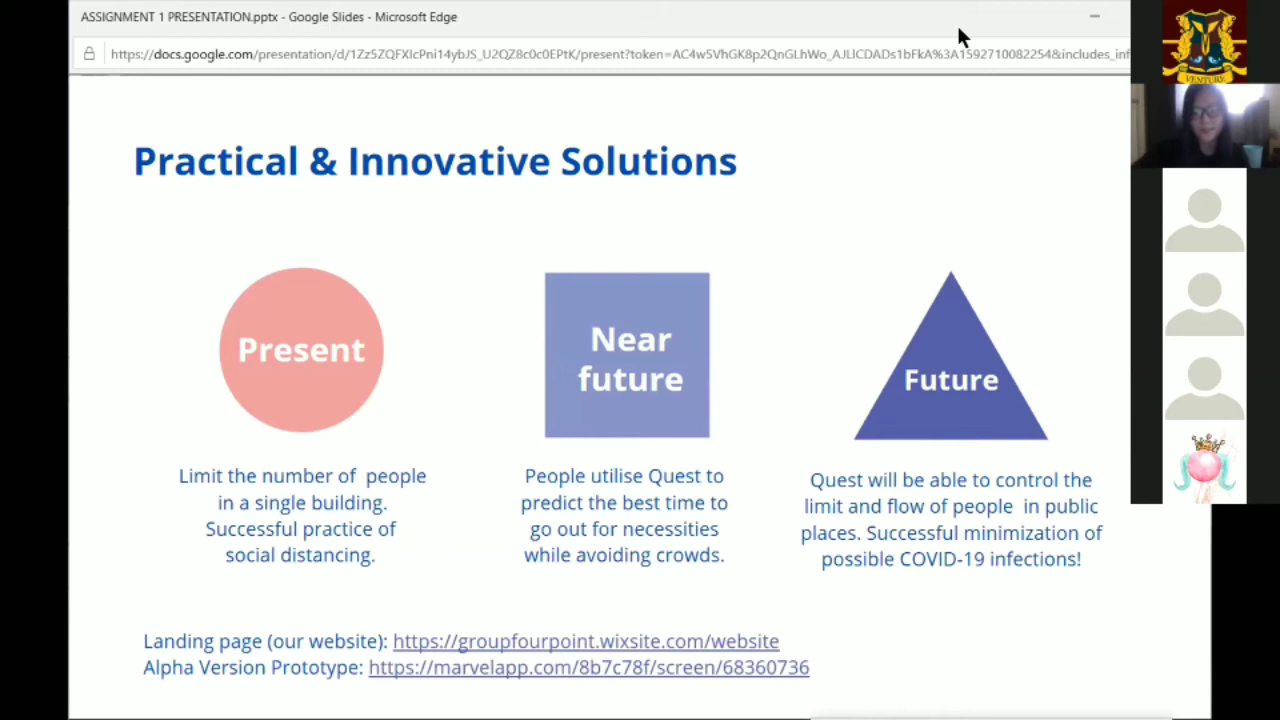 ASSIGNMENT 1 PRESENTATION.pptx - Google Slides - Microsoft Edge
https://docs.google.com/presentation/d/1Zz5ZQFXIcPni14ybJS_U2QZ8c0c0EPtK/present?token=AC4w5VhGK8p2QnGLhWo_AJLlCDADs1bFkA%3A1592710082254&includes_inf
VENTURE
Practical & Innovative Solutions
Present
Near
future
Future
Limit the number of people
in a single building.
Successful practice of
social distancing.
People utilise Quest to
predict the best time to
go out for necessities
while avoiding crowds.
Quest will be able to control the
limit and flow of people in public
places. Successful minimization of
possible COVID-19 infections!
Landing page (our website): https://groupfourpoint.wixsite.com/website
Alpha Version Prototype: https://marvelapp.com/8b7c78f/screen/68360736